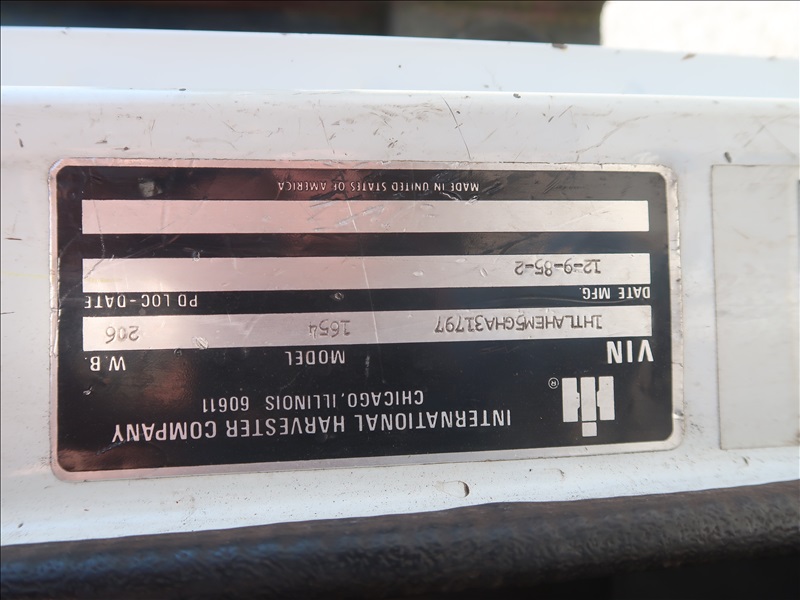 INTERNATIONAL HARVESTER COMPANY
CHICAGO, ILLINOIS 60611
VIN MODEL W.B.
1HTLAHEM5GHA31797 1654 206
DATE MFG. PD LOC-DATE
12-9-85-2
MADE IN UNITED STATES OF AMERICA